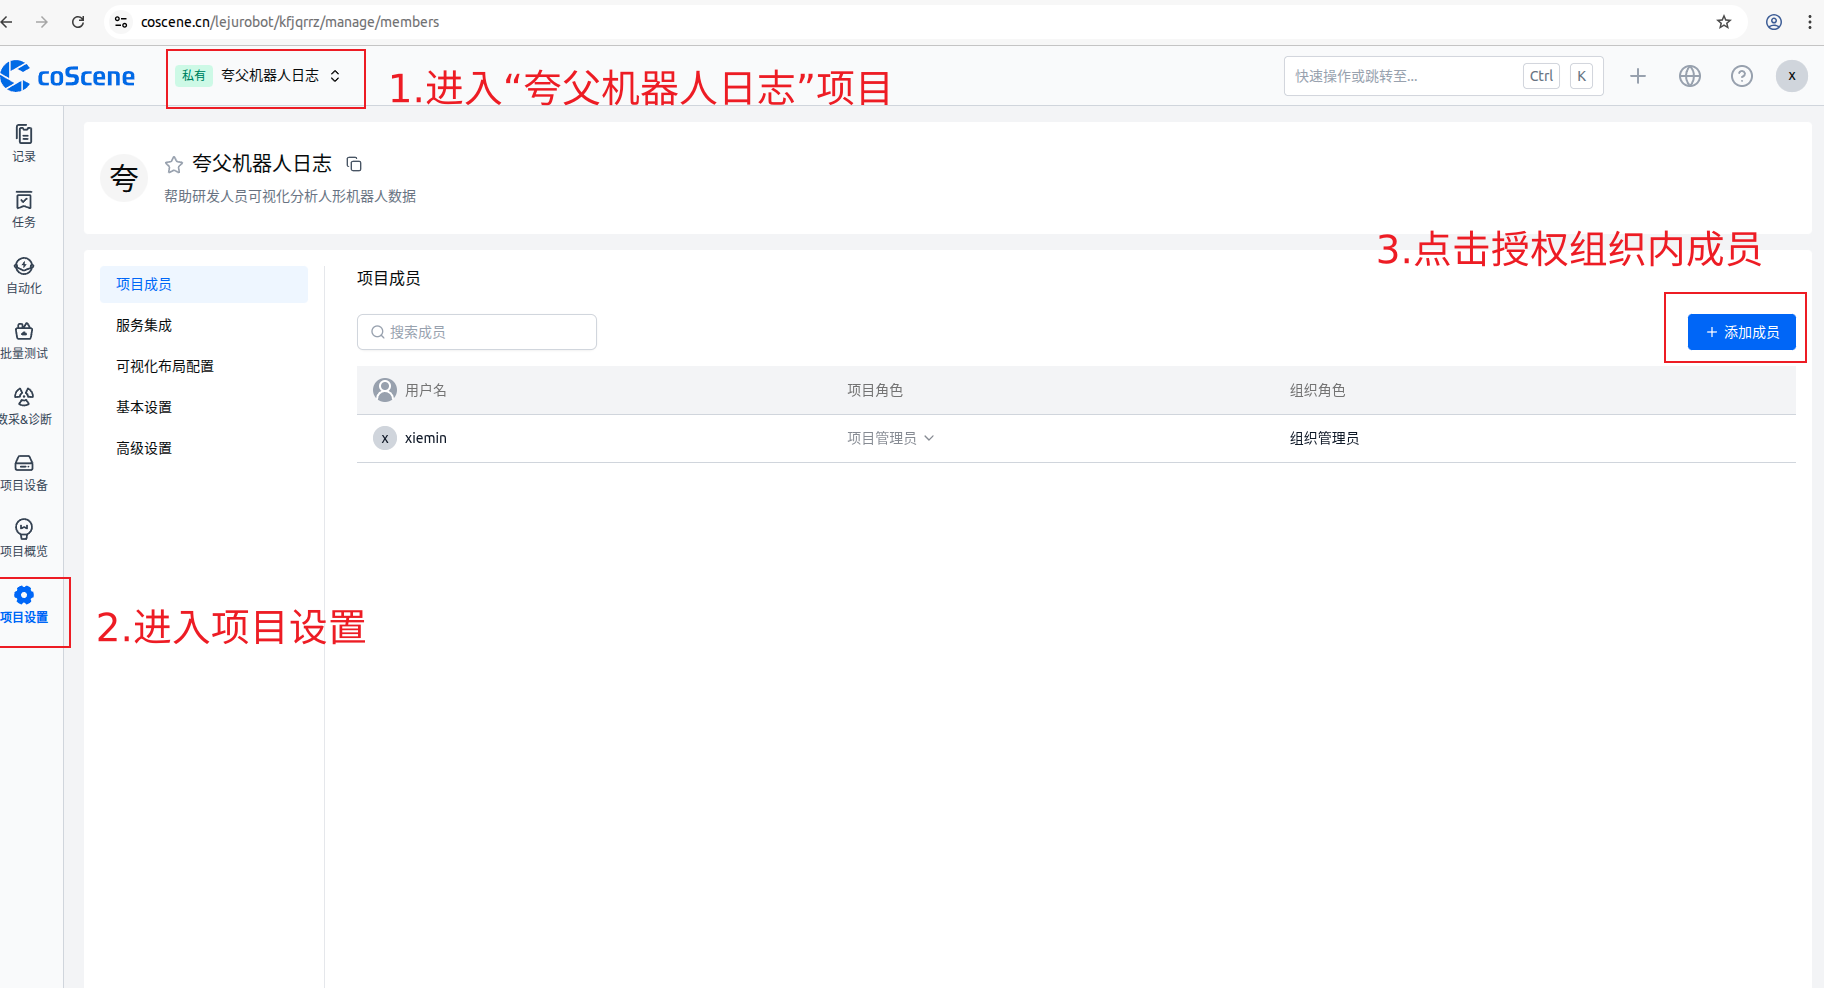 coscene.cn/lejurobot/kfjqrrz/manage/members
coScene
私有 夸父机器人日志
1.进入“夸父机器人日志”项目
快速操作或跳转至... Ctrl K
x
记录
任务
自动化
批量测试
数采&诊断
项目设备
项目概览
项目设置
夸
夸父机器人日志
帮助研发人员可视化分析人形机器人数据
3.点击授权组织内成员
项目成员
服务集成
可视化布局配置
基本设置
高级设置
2.进入项目设置
项目成员
搜索成员
添加成员
用户名 项目角色 组织角色
x xiemin 项目管理员 组织管理员